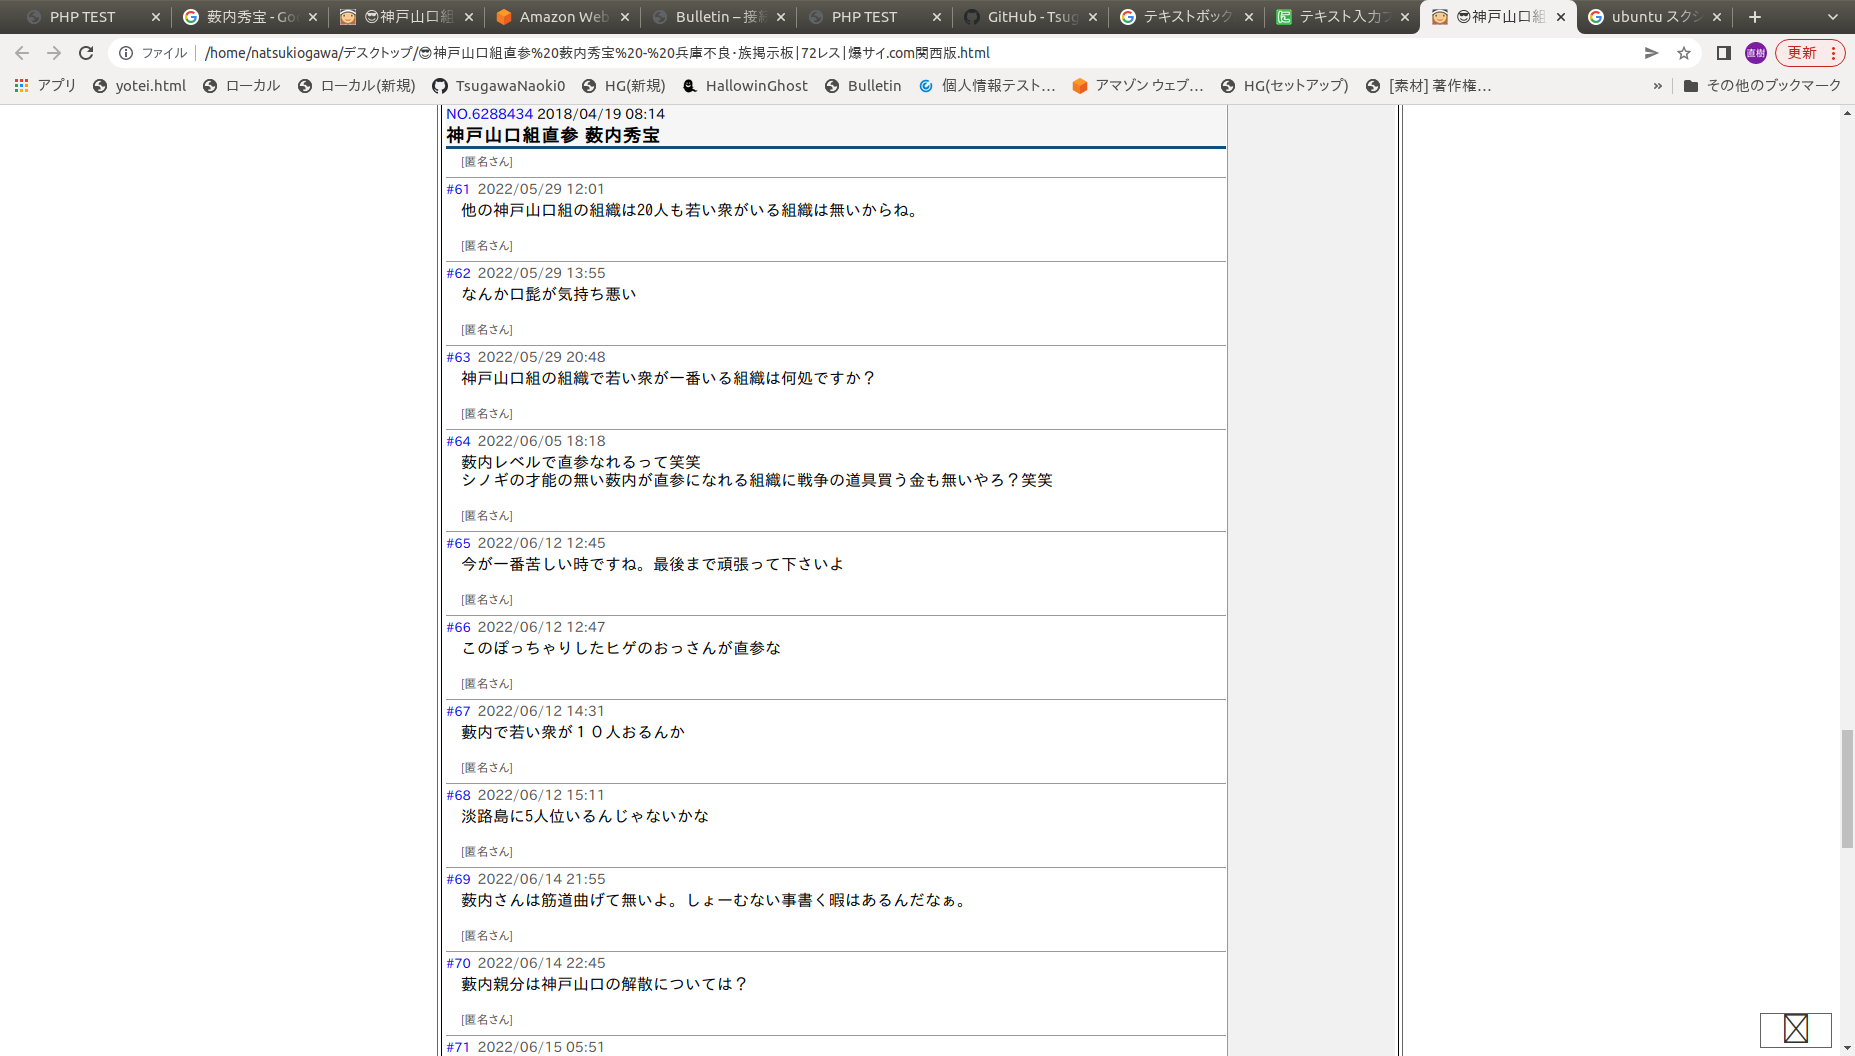 PHP TEST
薮内秀宝 - Go
😎神戸山口組
Amazon Web
Bulletin – 接続
PHP TEST
GitHub - Tsug
テキストボック
テキスト入力フ
😎神戸山口組
ubuntu スクシ
ファイル
/home/natsukiogawa/デスクトップ/😎神戸山口組直参%20薮内秀宝%20-%20兵庫不良・族掲示板|72レス|爆サイ.com関西版.html
直樹
更新
アプリ
yotei.html
ローカル
ローカル(新規)
TsugawaNaoki0
HG(新規)
HallowinGhost
Bulletin
個人情報テスト…
アマゾン ウェブ…
HG(セットアップ)
[素材] 著作権…
»
その他のブックマーク
NO.6288434 2018/04/19 08:14
神戸山口組直参 薮内秀宝
[匿名さん]
#61 2022/05/29 12:01
他の神戸山口組の組織は20人も若い衆がいる組織は無いからね。
[匿名さん]
#62 2022/05/29 13:55
なんか口髭が気持ち悪い
[匿名さん]
#63 2022/05/29 20:48
神戸山口組の組織で若い衆が一番いる組織は何処ですか？
[匿名さん]
#64 2022/06/05 18:18
薮内レベルで直参なれるって笑笑
シノギの才能の無い薮内が直参になれる組織に戦争の道具買う金も無いやろ？笑笑
[匿名さん]
#65 2022/06/12 12:45
今が一番苦しい時ですね。最後まで頑張って下さいよ
[匿名さん]
#66 2022/06/12 12:47
このぽっちゃりしたヒゲのおっさんが直参な
[匿名さん]
#67 2022/06/12 14:31
藪内で若い衆が１０人おるんか
[匿名さん]
#68 2022/06/12 15:11
淡路島に5人位いるんじゃないかな
[匿名さん]
#69 2022/06/14 21:55
薮内さんは筋道曲げて無いよ。しょーむない事書く暇はあるんだなぁ。
[匿名さん]
#70 2022/06/14 22:45
藪内親分は神戸山口の解散については？
[匿名さん]
#71 2022/06/15 05:51